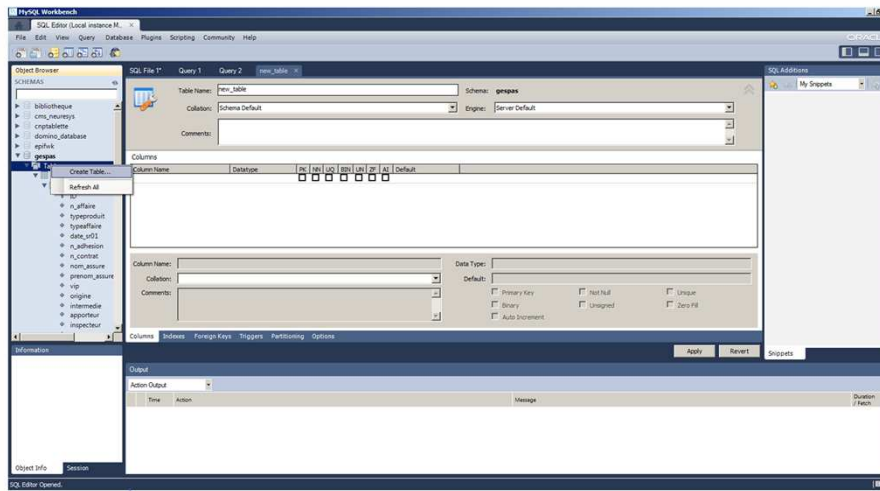 MySQL Workbench
SQL Editor (Local instance M... ×
File Edit View Query Database Plugins Scripting Community Help
ORACLE
Object Browser
SCHEMAS
bibliotheque
cms_neuresys
cnptablette
domino_database
epifwk
gespas
Create Table...
Refresh All
n_affaire
typeproduit
typeaffaire
date_sr01
n_adhesion
n_contrat
nom_assure
prenom_assure
vip
origine
intermedie
apporteur
inspecteur
Information
Object Info Session
SQL Editor Opened.
SQL File 1* Query 1 Query 2 new_table ×
Table Name: new_table Schema: gespas
Collation: Schema Default Engine: Server Default
Comments:
Columns
Column Name Datatype PK NN UQ BIN UN ZF AI Default
Column Name: Data Type:
Collation: Default:
Comments: Primary Key Not Null Unique
Binary Unsigned Zero Fill
Auto Increment
Columns Indexes Foreign Keys Triggers Partitioning Options
Apply Revert
Output
Action Output
Time Action Message Duration / Fetch
SQL Additions
My Snippets
Snippets